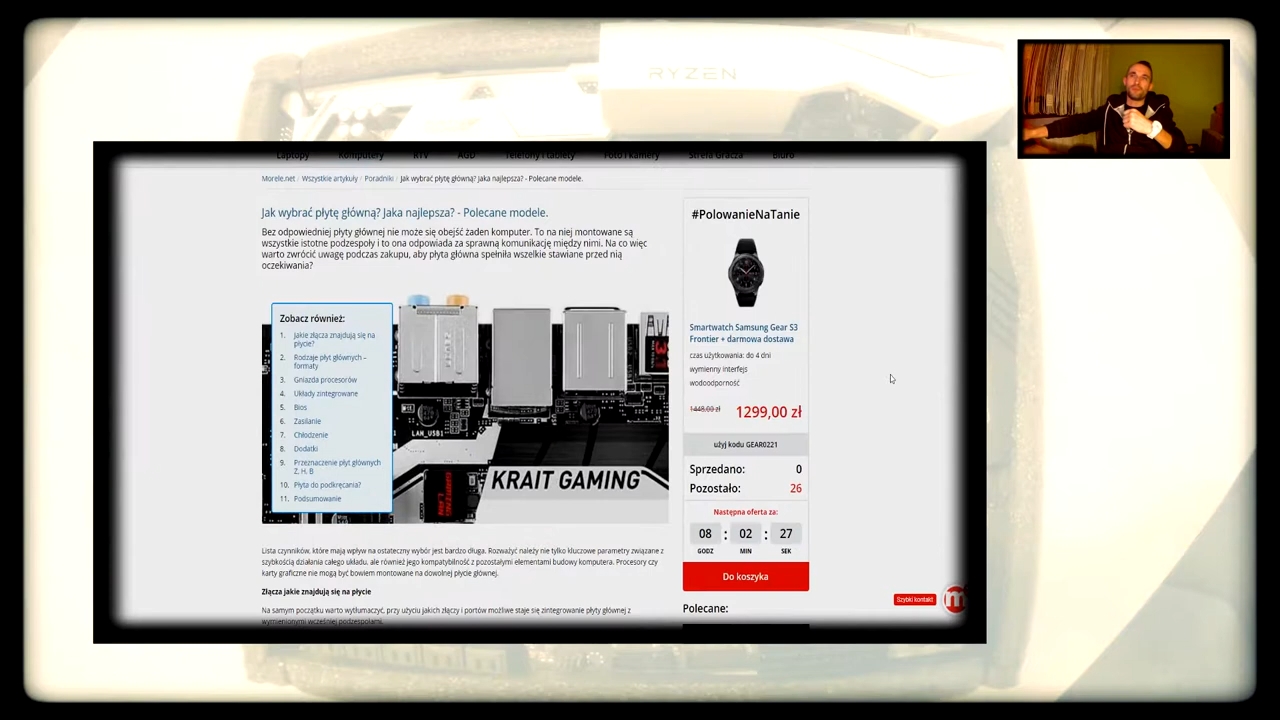 RYZEN
Laptopy Komputery RTV AGD Telefony i tablety Foto i kamery Strefa Gracza Biuro
Morele.net / Wszystkie artykuły / Poradniki / Jak wybrać płytę główną? Jaka najlepsza? - Polecane modele.
Jak wybrać płytę główną? Jaka najlepsza? - Polecane modele.
Bez odpowiedniej płyty głównej nie może się obejść żaden komputer. To na niej montowane są
wszystkie istotne podzespoły i to ona odpowiada za sprawną komunikację między nimi. Na co więc
warto zwrócić uwagę podczas zakupu, aby płyta główna spełniła wszelkie stawiane przed nią
oczekiwania?
Zobacz również:
1. Jakie złącza znajdują się na
płycie?
2. Rodzaje płyt głównych –
formaty
3. Gniazda procesorów
4. Układy zintegrowane
5. Bios
6. Zasilanie
7. Chłodzenie
8. Dodatki
9. Przeznaczenie płyt głównych
Z, H, B
10. Płyta do podkręcania?
11. Podsumowanie
LAN_USB1
KRAIT GAMING
Lista czynników, które mają wpływ na ostateczny wybór jest bardzo długa. Rozważyć należy nie tylko kluczowe parametry związane z
szybkością działania całego układu, ale również jego kompatybilność z pozostałymi elementami budowy komputera. Procesory czy
karty graficzne nie mogą być bowiem montowane na dowolnej płycie głównej.
Złącza jakie znajdują się na płycie
Na samym początku warto wytłumaczyć, przy użyciu jakich złączy i portów możliwe staje się zintegrowanie płyty głównej z
wymienionymi wcześniej podzespołami.
#PolowanieNaTanie
Smartwatch Samsung Gear S3
Frontier + darmowa dostawa
czas użytkowania: do 4 dni
wymienny interfejs
wodoodporność
1448,00 zł 1299,00 zł
użyj kodu GEAR0221
Sprzedano: 0
Pozostało: 26
Następna oferta za:
08 : 02 : 27
GODZ MIN SEK
Do koszyka
Polecane:
Szybki kontakt
m